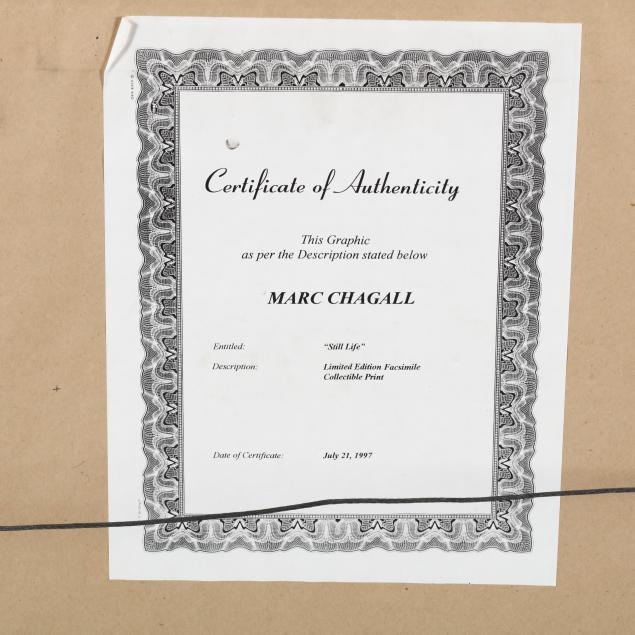 Certificate of Authenticity
This Graphic
as per the Description stated below
MARC CHAGALL
Entitled: "Still Life"
Description: Limited Edition Facsimile
Collectible Print
Date of Certificate: July 21, 1997